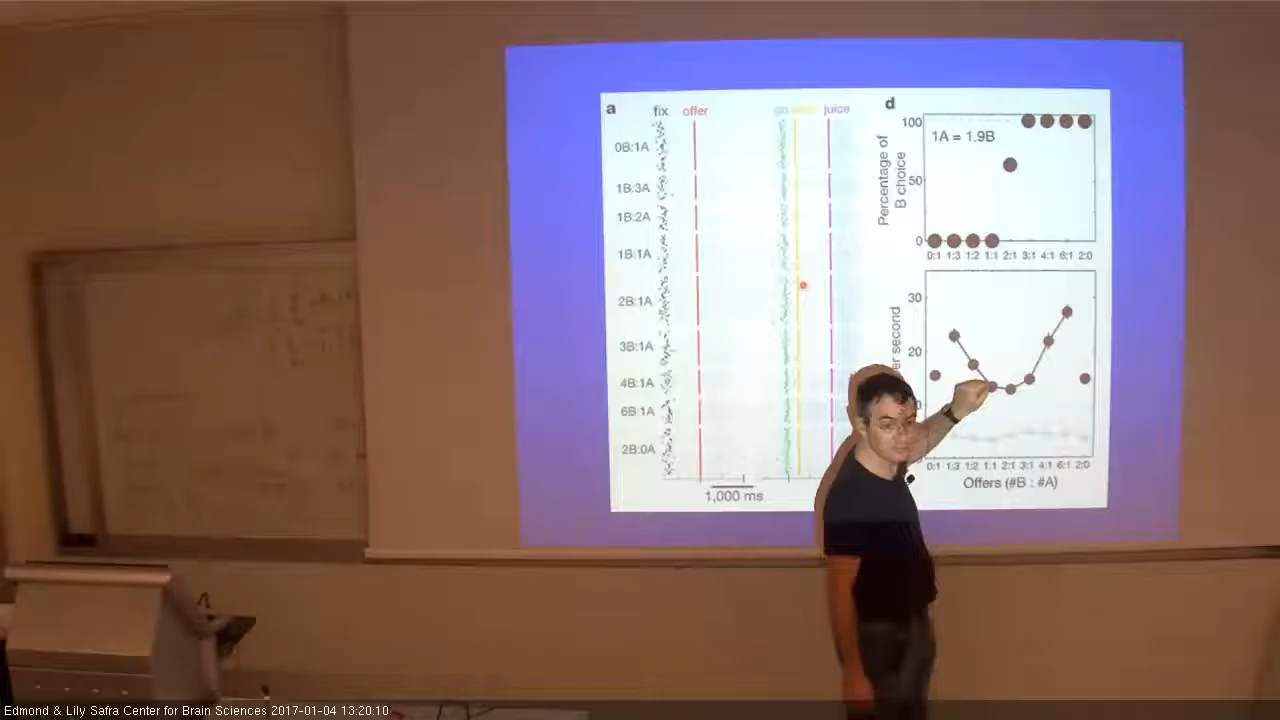 a
fix offer go juice
0B:1A
1B:3A
1B:2A
1B:1A
2B:1A
3B:1A
4B:1A
6B:1A
2B:0A
1,000 ms
d
Percentage of
B choice
100
50
0
1A = 1.9B
0:1 1:3 1:2 1:1 2:1 3:1 4:1 6:1 2:0
er second
30
20
0:1 1:3 1:2 1:1 2:1 3:1 4:1 6:1 2:0
Offers (#B : #A)
Edmond & Lily Safra Center for Brain Sciences 2017-01-04 13:20:10